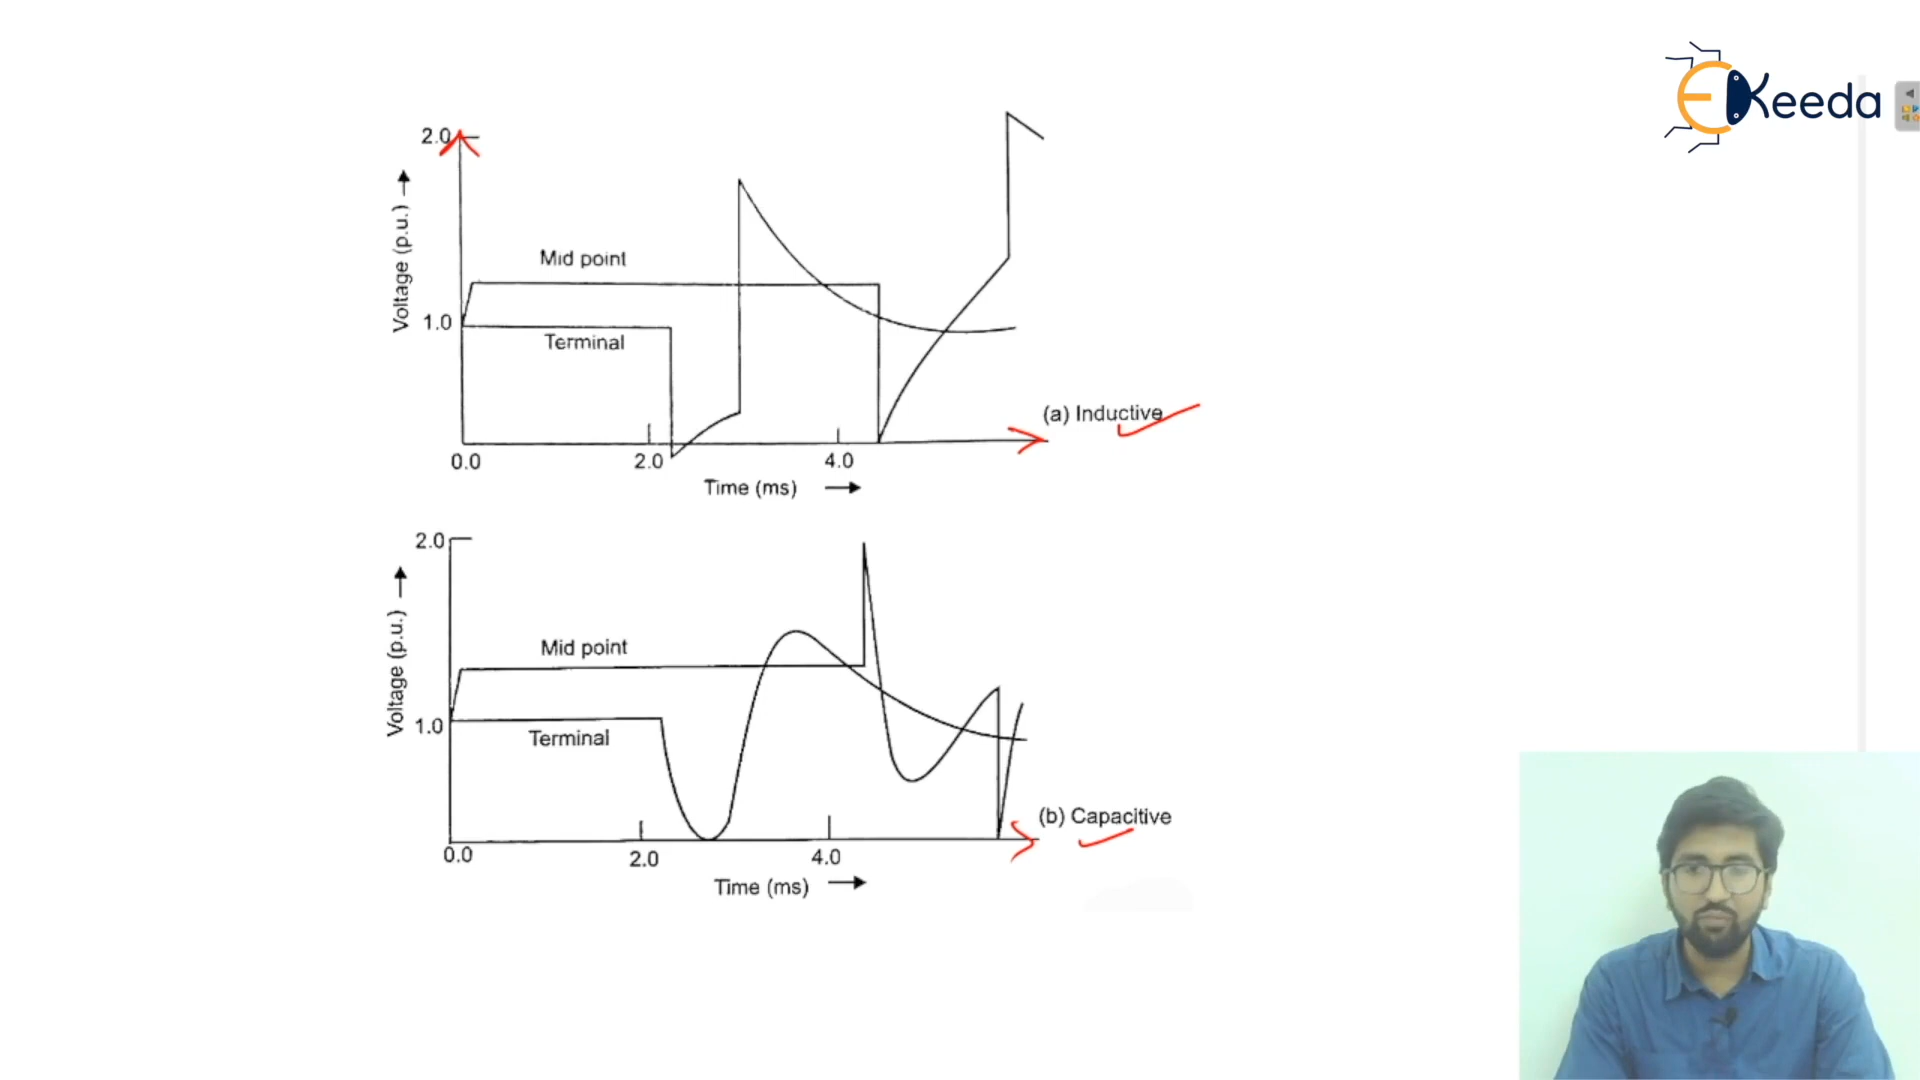 EKeeda
2.0
Voltage (p.u.)
Mid point
1.0
Terminal
(a) Inductive
0.0 2.0 4.0
Time (ms)
2.0
Voltage (p.u.)
Mid point
1.0
Terminal
(b) Capacitive
0.0 2.0 4.0
Time (ms)